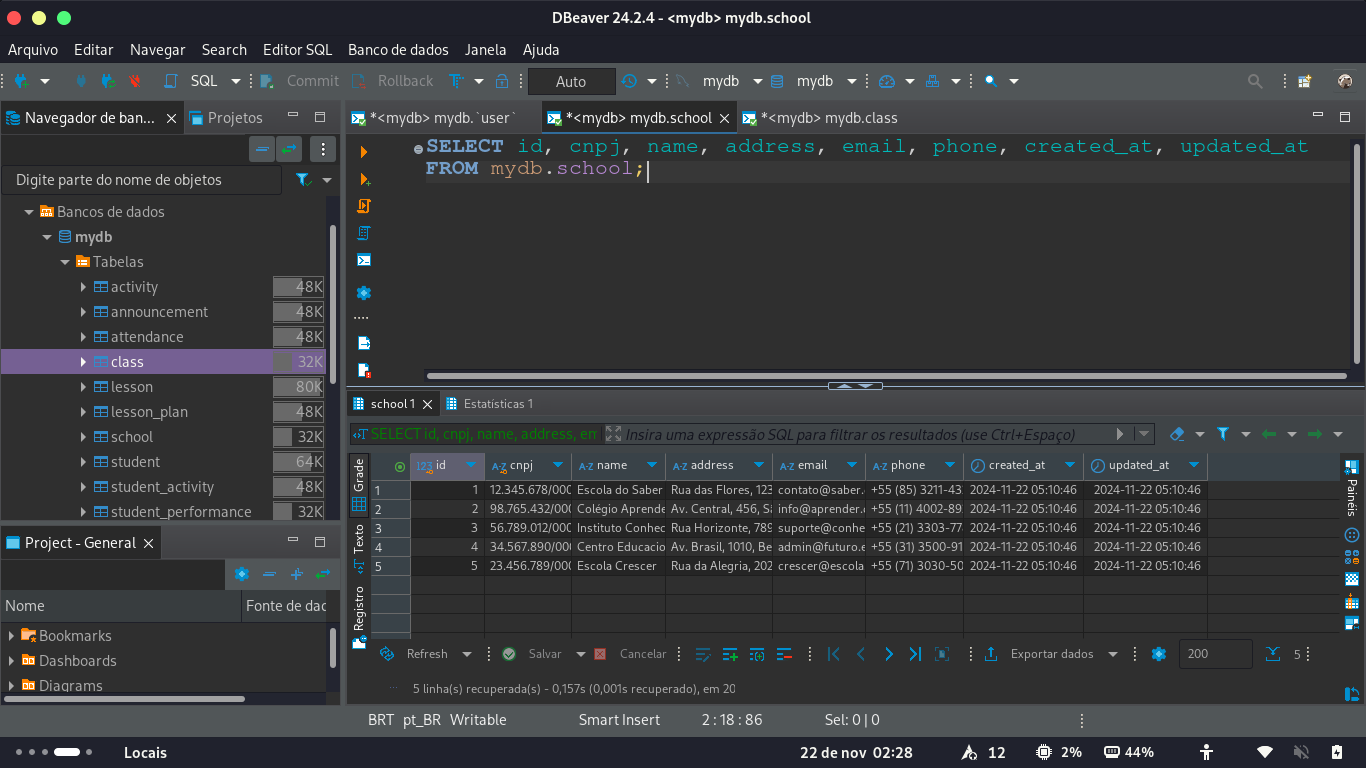 DBeaver 24.2.4 - <mydb> mydb.school
Arquivo Editar Navegar Search Editor SQL Banco de dados Janela Ajuda
SQL Commit Rollback Auto mydb mydb
Navegador de ban... Projetos
Digite parte do nome de objetos
Bancos de dados
mydb
Tabelas
activity 48K
announcement 48K
attendance 48K
class 32K
lesson 80K
lesson_plan 48K
school 32K
student 64K
student_activity 48K
student_performance 32K
Project - General
Nome Fonte de dad
Bookmarks
Dashboards
Diagrams
*<mydb> mydb.`user` *<mydb> mydb.school *<mydb> mydb.class
SELECT id, cnpj, name, address, email, phone, created_at, updated_at
FROM mydb.school;
school 1 Estatísticas 1
SELECT id, cnpj, name, address, em Insira uma expressão SQL para filtrar os resultados (use Ctrl+Espaço)
Grade
Texto
Registro
Painéis
123 id A-Z cnpj A-Z name A-Z address A-Z email A-Z phone created_at updated_at
1 1 12.345.678/000 Escola do Saber Rua das Flores, 123 contato@saber. +55 (85) 3211-43 2024-11-22 05:10:46 2024-11-22 05:10:46
2 2 98.765.432/000 Colégio Aprende Av. Central, 456, Sã info@aprender.c +55 (11) 4002-89 2024-11-22 05:10:46 2024-11-22 05:10:46
3 3 56.789.012/000 Instituto Conhec Rua Horizonte, 789 suporte@conhe +55 (21) 3303-77 2024-11-22 05:10:46 2024-11-22 05:10:46
4 4 34.567.890/000 Centro Educacio Av. Brasil, 1010, Be admin@futuro.e +55 (31) 3500-91 2024-11-22 05:10:46 2024-11-22 05:10:46
5 5 23.456.789/000 Escola Crescer Rua da Alegria, 202 crescer@escola +55 (71) 3030-50 2024-11-22 05:10:46 2024-11-22 05:10:46
Refresh Salvar Cancelar Exportar dados 200 5
5 linha(s) recuperada(s) - 0,157s (0,001s recuperado), em 20
BRT pt_BR Writable Smart Insert 2 : 18 : 86 Sel: 0 | 0
Locais 22 de nov 02:28 12 2% 44%